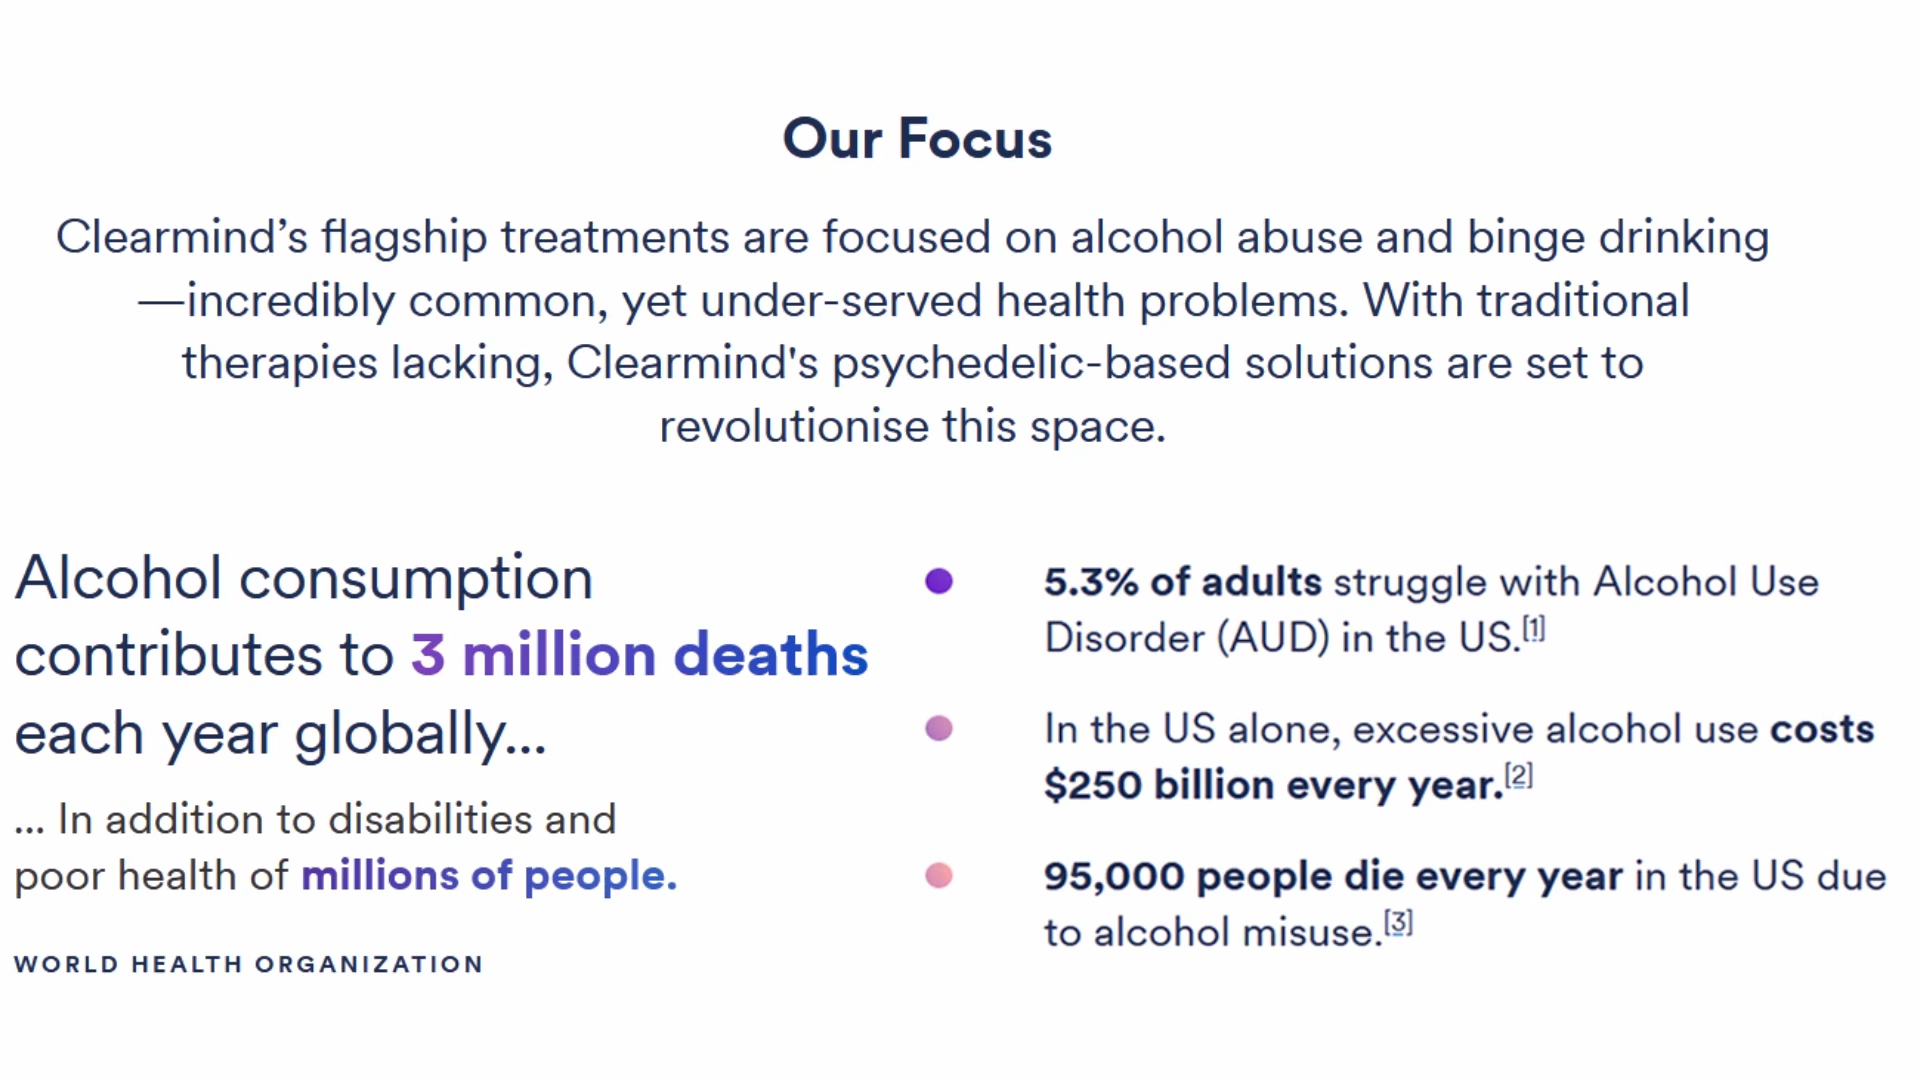 Our Focus
Clearmind’s flagship treatments are focused on alcohol abuse and binge drinking
—incredibly common, yet under-served health problems. With traditional
therapies lacking, Clearmind's psychedelic-based solutions are set to
revolutionise this space.
Alcohol consumption
contributes to 3 million deaths
each year globally...
... In addition to disabilities and
poor health of millions of people.
WORLD HEALTH ORGANIZATION
5.3% of adults struggle with Alcohol Use
Disorder (AUD) in the US.[1]
In the US alone, excessive alcohol use costs
$250 billion every year.[2]
95,000 people die every year in the US due
to alcohol misuse.[3]